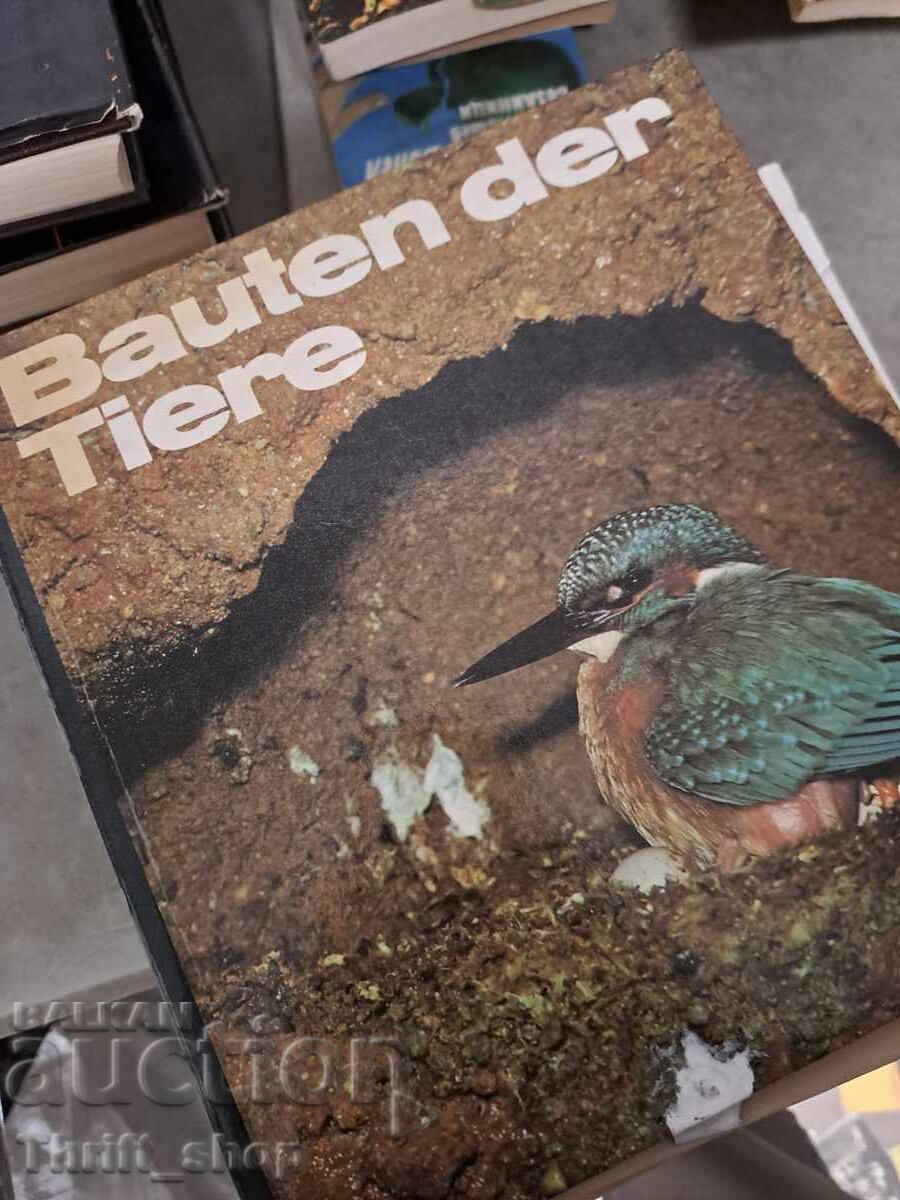 Bauten der
Tiere
BALKAN
auction
Thrift_shop